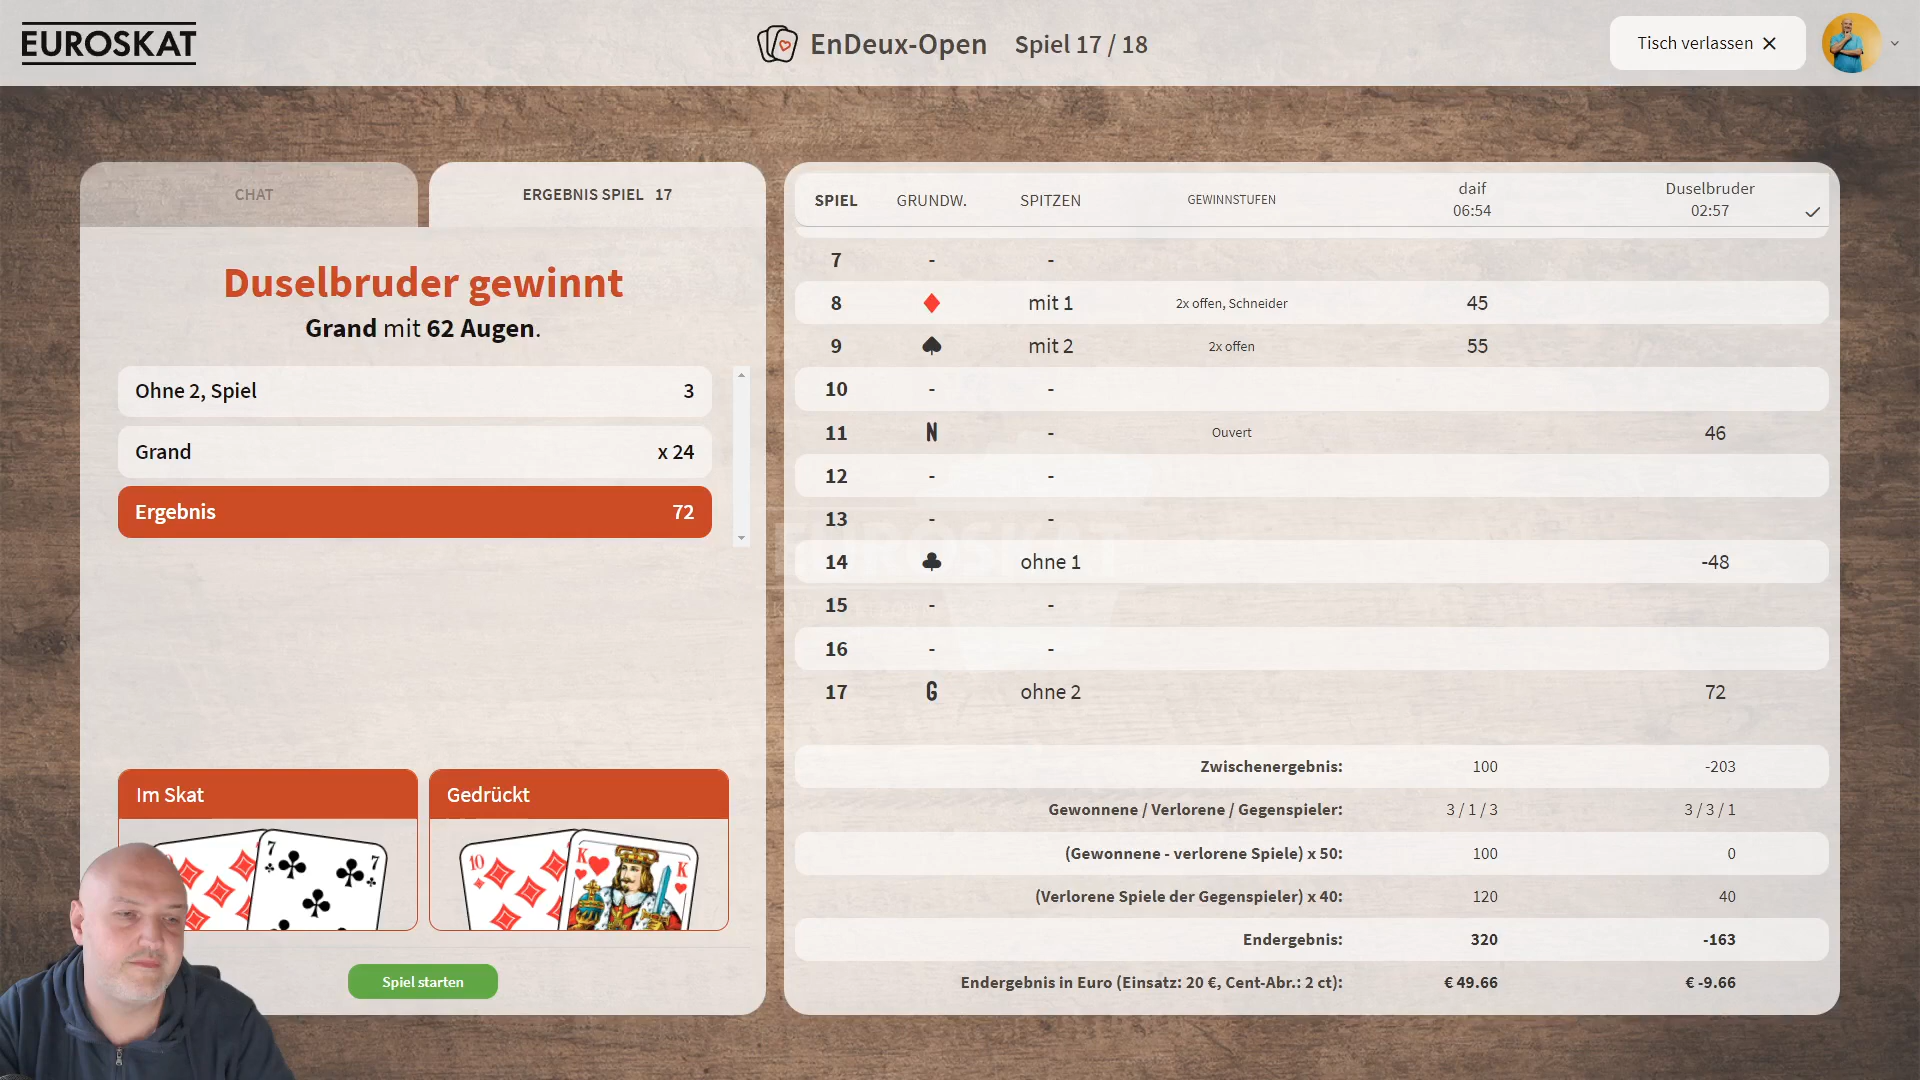 EUROSKAT
EnDeux-Open Spiel 17 / 18
Tisch verlassen
CHAT
ERGEBNIS SPIEL 17
Duselbruder gewinnt
Grand mit 62 Augen.
Ohne 2, Spiel 3
Grand x 24
Ergebnis 72
Im Skat
7
7
Gedrückt
10
K
K
Spiel starten
SPIEL GRUNDW. SPITZEN GEWINNSTUFEN daif 06:54 Duselbruder 02:57
7 - -
8 ♦ mit 1 2x offen, Schneider 45
9 ♠ mit 2 2x offen 55
10 - -
11 N - Ouvert 46
12 - -
13 - -
14 ♣ ohne 1 -48
15 - -
16 - -
17 G ohne 2 72
Zwischenergebnis: 100 -203
Gewonnene / Verlorene / Gegenspieler: 3 / 1 / 3 3 / 3 / 1
(Gewonnene - verlorene Spiele) x 50: 100 0
(Verlorene Spiele der Gegenspieler) x 40: 120 40
Endergebnis: 320 -163
Endergebnis in Euro (Einsatz: 20 €, Cent-Abr.: 2 ct): € 49.66 € -9.66